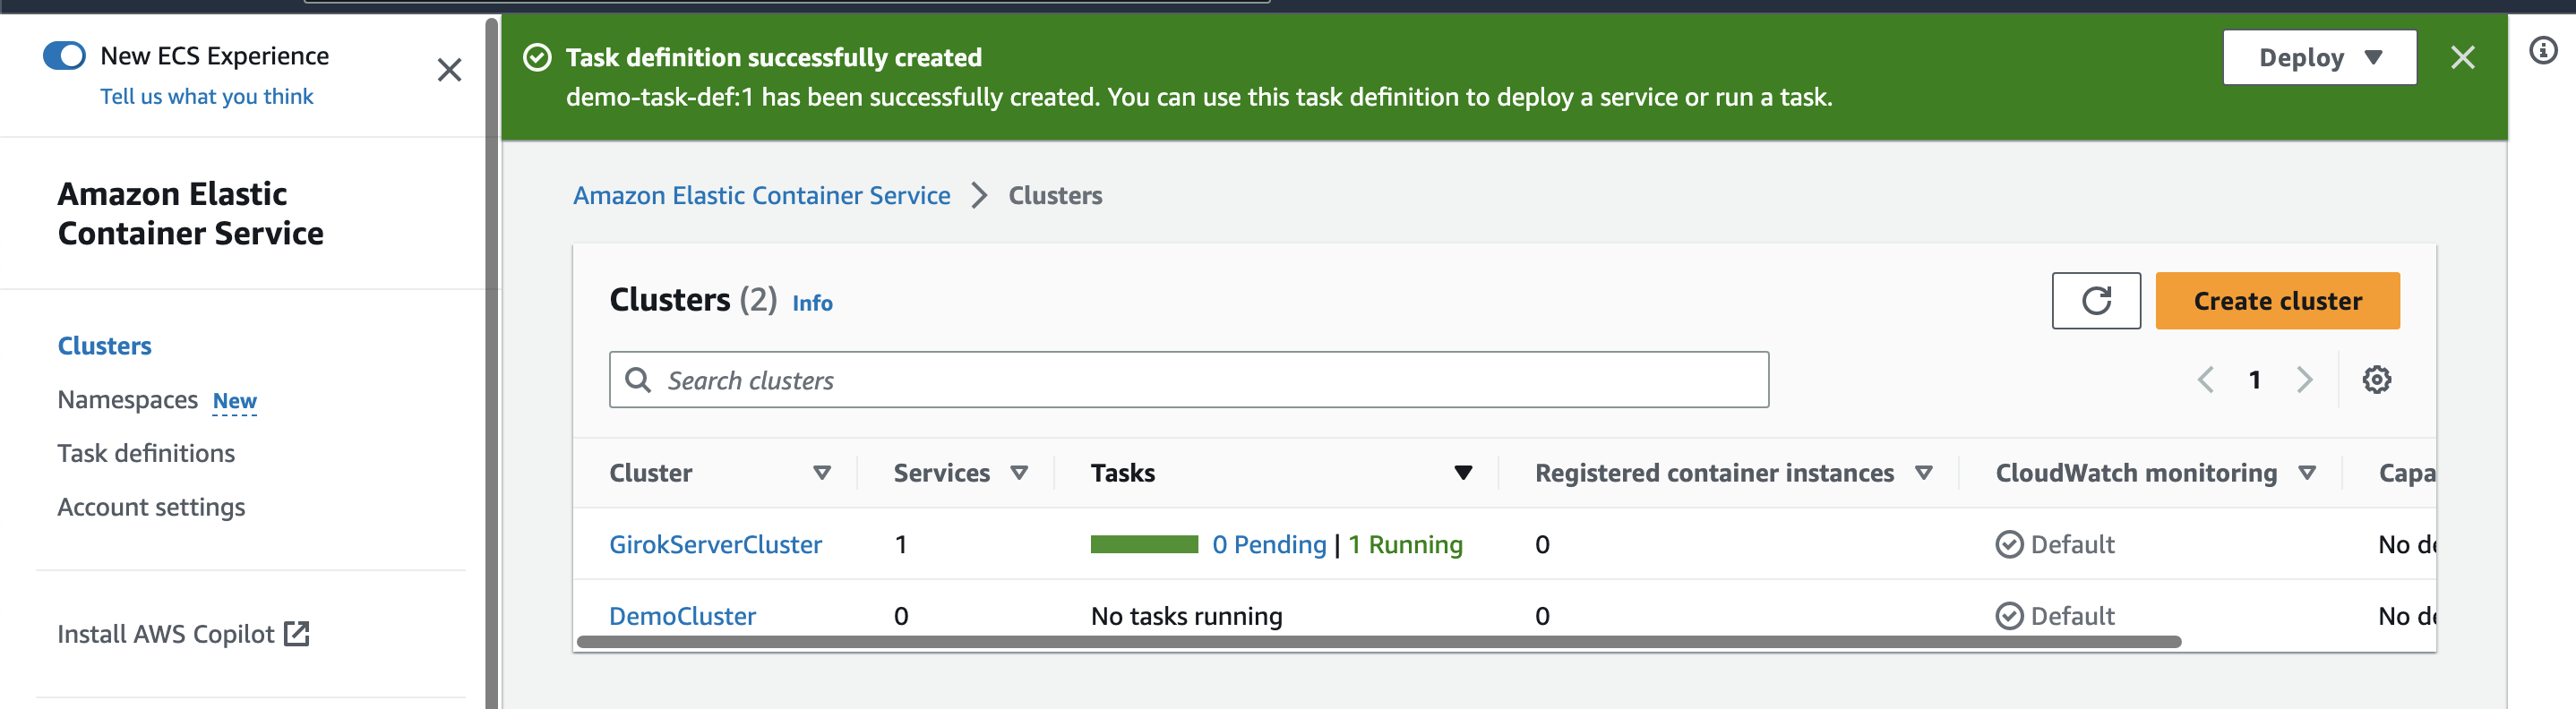 New ECS Experience
Tell us what you think
Amazon Elastic
Container Service
Clusters
Namespaces New
Task definitions
Account settings
Install AWS Copilot
Task definition successfully created
demo-task-def:1 has been successfully created. You can use this task definition to deploy a service or run a task.
Deploy
Amazon Elastic Container Service > Clusters
Clusters (2) Info
Create cluster
Search clusters
1
Cluster Services Tasks Registered container instances CloudWatch monitoring Capa
GirokServerCluster 1 0 Pending | 1 Running 0 Default No de
DemoCluster 0 No tasks running 0 Default No de